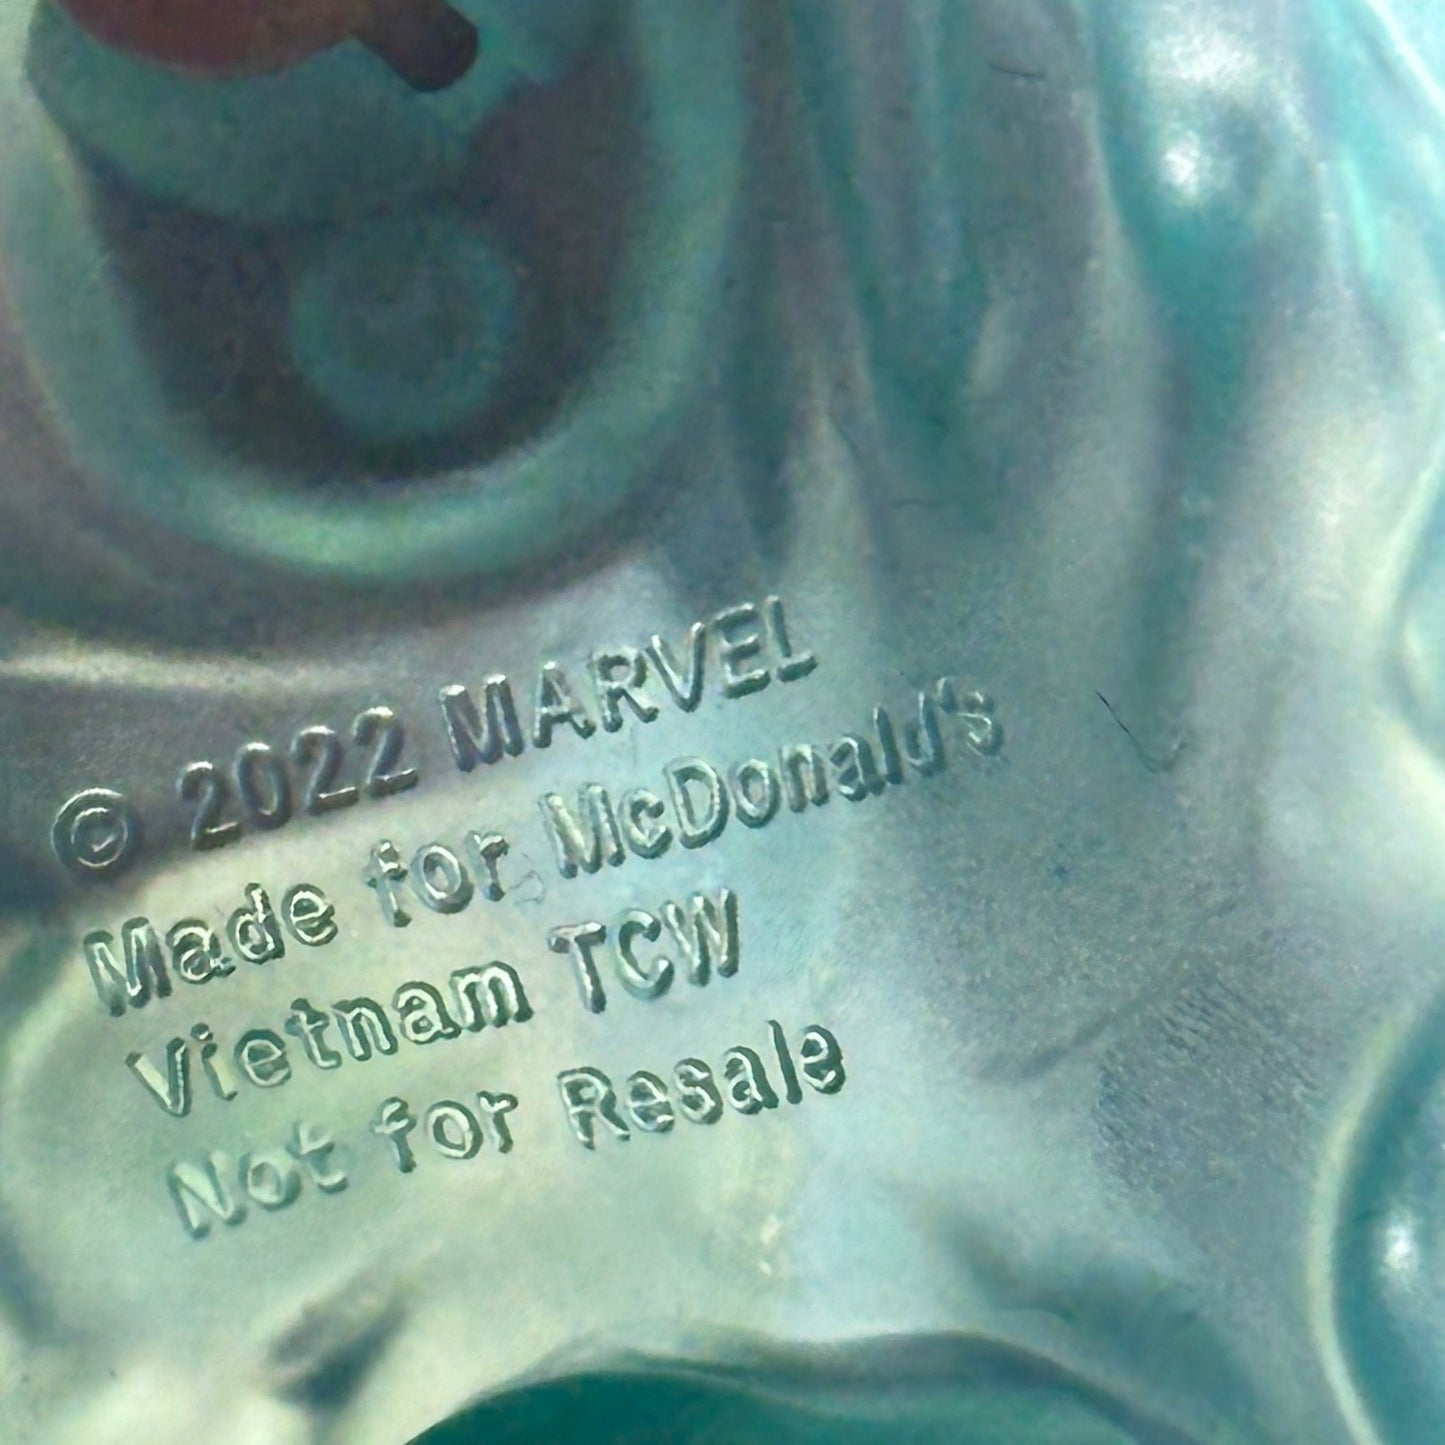 © 2022 MARVEL
Made for McDonald's
Vietnam TCW
Not for Resale